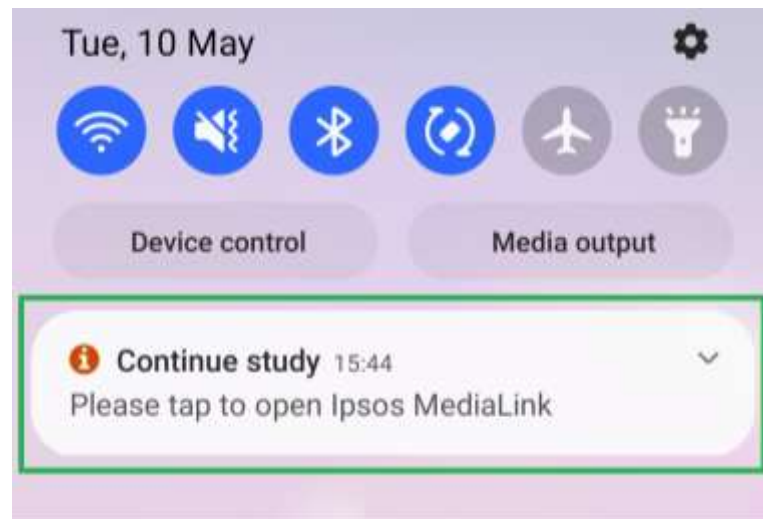 Tue, 10 May
Device control
Media output
Continue study 15:44
Please tap to open Ipsos MediaLink